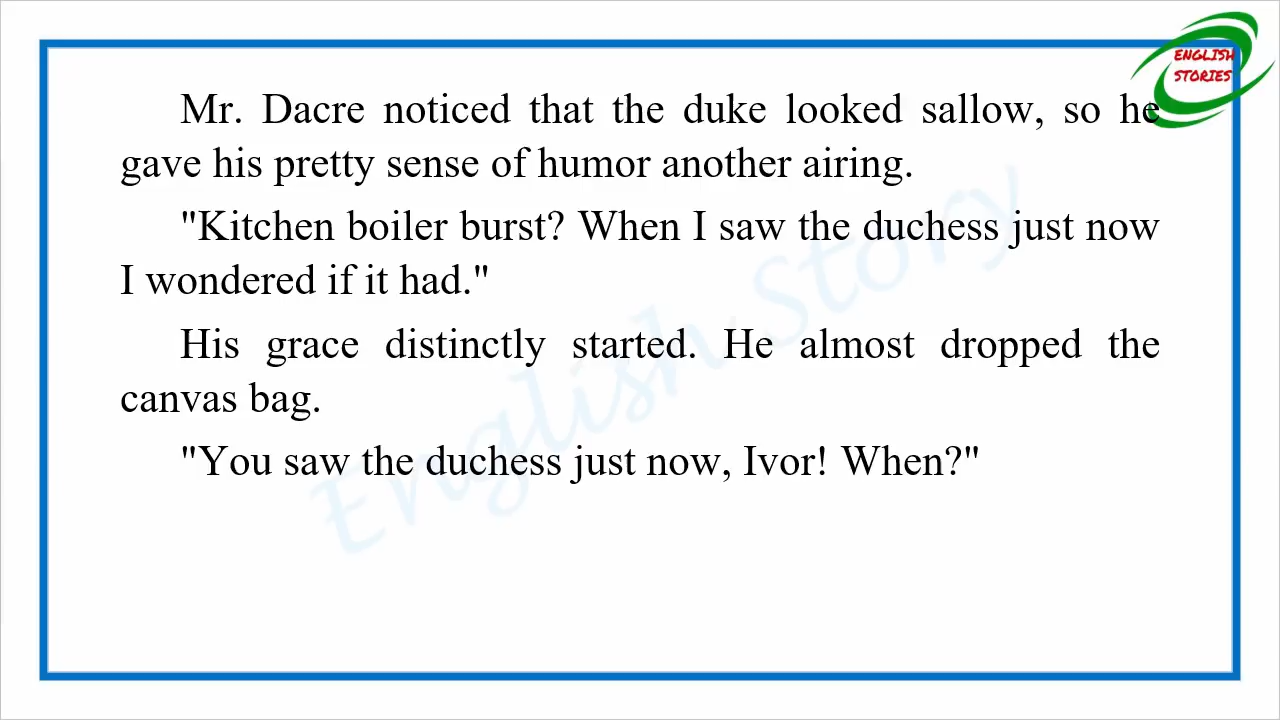 ENGLISH
STORIES
Mr. Dacre noticed that the duke looked sallow, so he
gave his pretty sense of humor another airing.
"Kitchen boiler burst? When I saw the duchess just now
I wondered if it had."
His grace distinctly started. He almost dropped the
canvas bag.
"You saw the duchess just now, Ivor! When?"
English Story